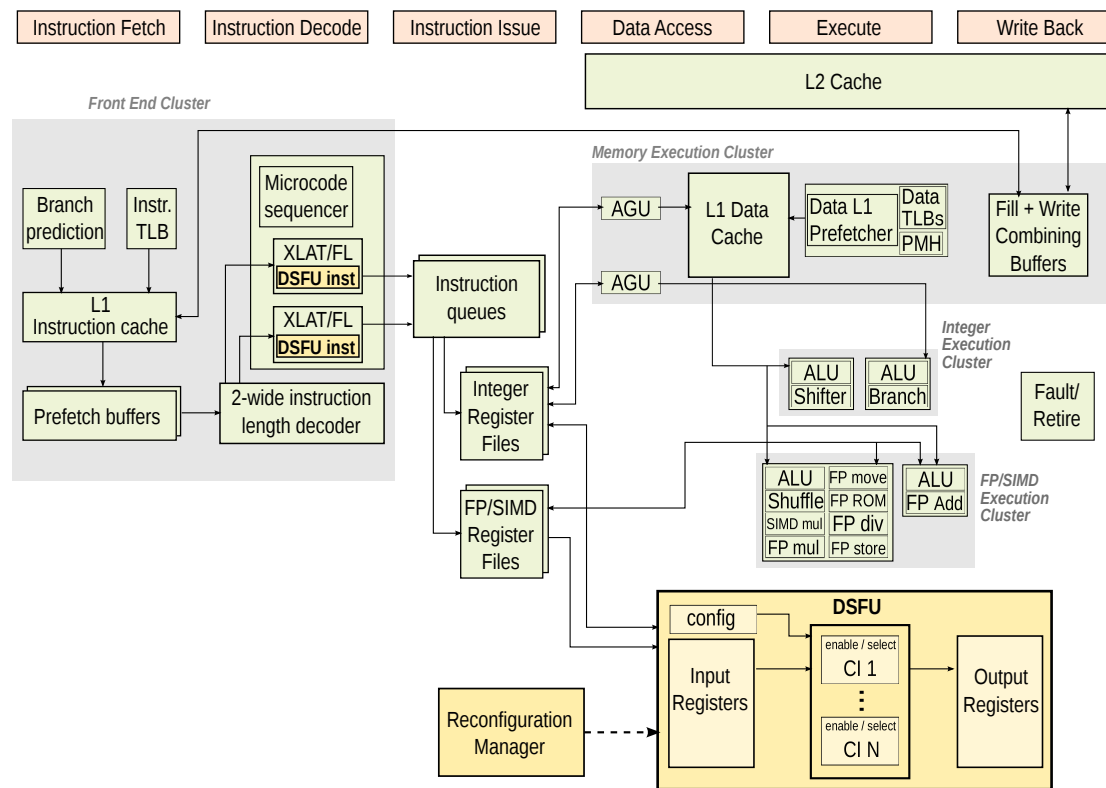 Instruction Fetch
Instruction Decode
Instruction Issue
Data Access
Execute
Write Back
L2 Cache
Front End Cluster
Memory Execution Cluster
Branch
prediction
Instr.
TLB
Microcode
sequencer
XLAT/FL
DSFU inst
XLAT/FL
DSFU inst
L1
Instruction cache
Prefetch buffers
2-wide instruction
length decoder
Instruction
queues
AGU
AGU
L1 Data
Cache
Data L1
Prefetcher
Data
TLBs
PMH
Fill + Write
Combining
Buffers
Integer
Execution
Cluster
ALU
Shifter
ALU
Branch
Fault/
Retire
Integer
Register
Files
FP/SIMD
Register
Files
ALU
Shuffle
SIMD mul
FP mul
FP move
FP ROM
FP div
FP store
ALU
FP Add
FP/SIMD
Execution
Cluster
DSFU
config
Input
Registers
enable / select
CI 1
enable / select
CI N
Output
Registers
Reconfiguration
Manager